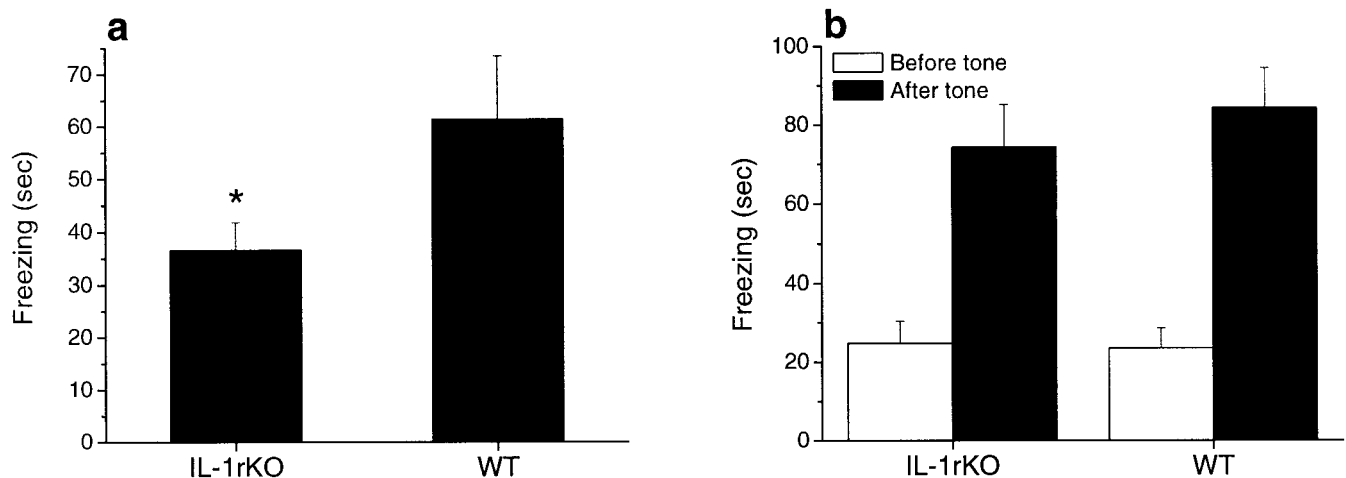 a
70
60
50
40
30
20
10
0
Freezing (sec)
*
IL-1rKO
WT
b
100
80
60
40
20
0
Freezing (sec)
Before tone
After tone
IL-1rKO
WT